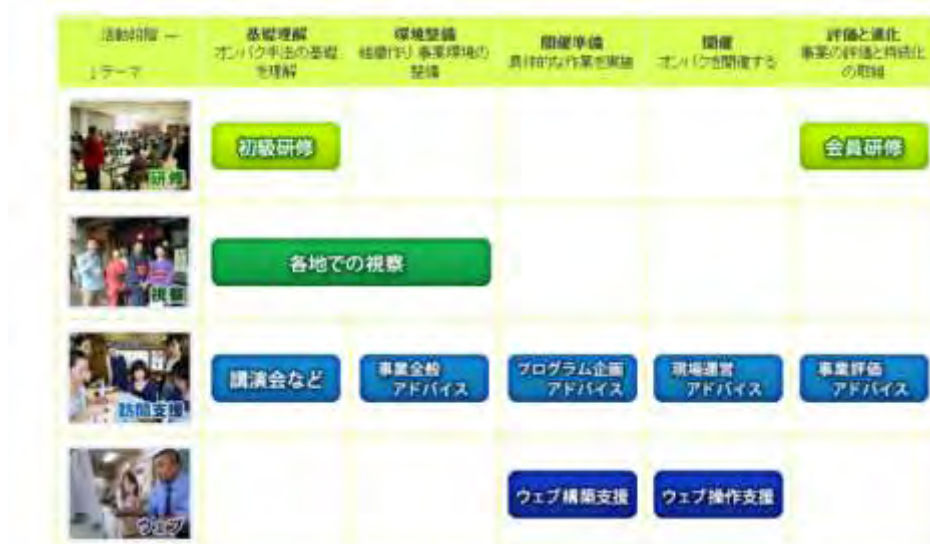 活動段階 →
↓テーマ
基礎理解
オンパク手法の基礎
を理解
環境整備
組織作り 事業環境の
整備
開催準備
具体的な作業を実施
開催
オンパクを開催する
評価と進化
事業の評価と持続化
の取組
研修
初級研修
会員研修
視察
各地での視察
訪問支援
講演会など
事業全般
アドバイス
プログラム企画
アドバイス
現場運営
アドバイス
事業評価
アドバイス
ウェブ
ウェブ構築支援
ウェブ操作支援